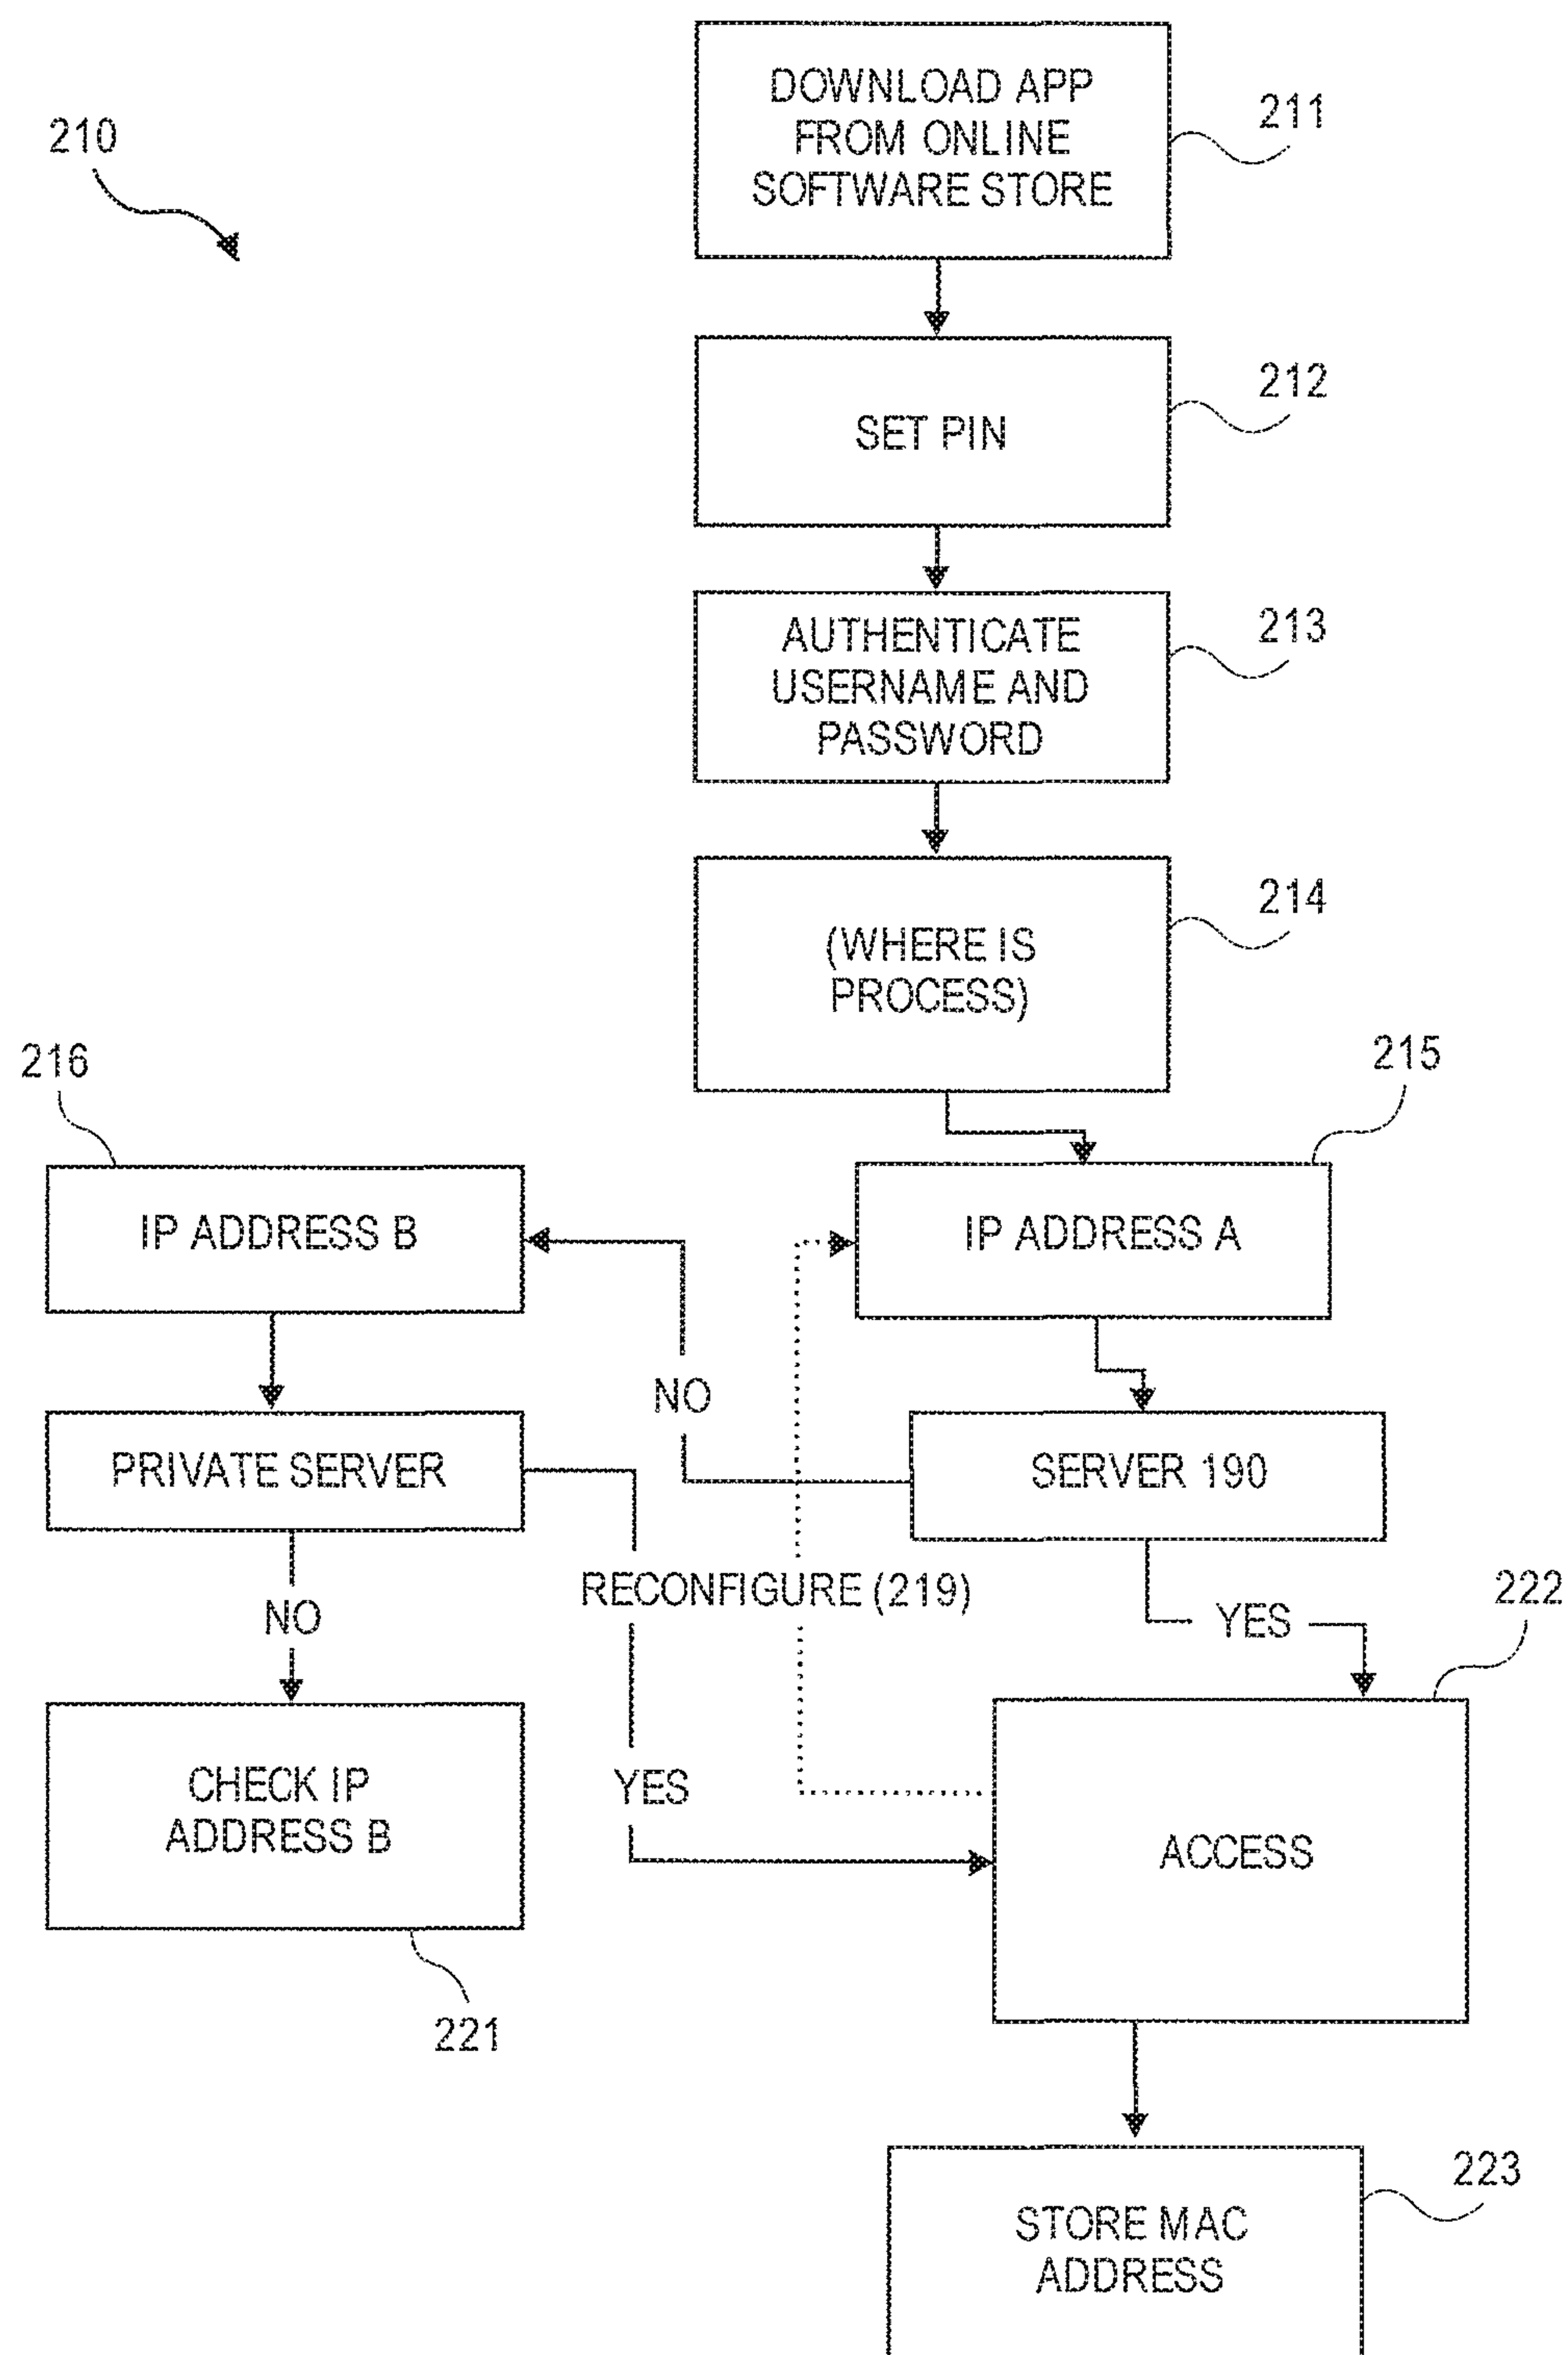 210
DOWNLOAD APP
FROM ONLINE
SOFTWARE STORE
211
SET PIN
212
AUTHENTICATE
USERNAME AND
PASSWORD
213
(WHERE IS
PROCESS)
214
216
215
IP ADDRESS B
IP ADDRESS A
NO
PRIVATE SERVER
SERVER 190
RECONFIGURE (219)
NO
YES
222
CHECK IP
ADDRESS B
YES
ACCESS
221
STORE MAC
ADDRESS
223